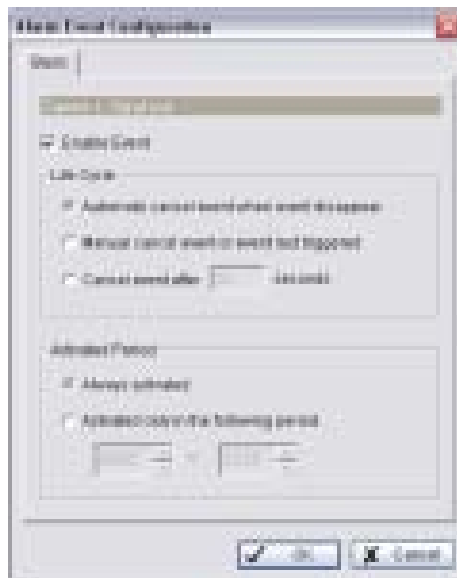 Alarm Event Configuration
Basic
Enable Event
Life Cycle
Automatic cancel event when event disappear
Manual cancel event or event last triggered
Cancel event after seconds
Activated Period
Always activated
Activated only in the following period
OK
Cancel